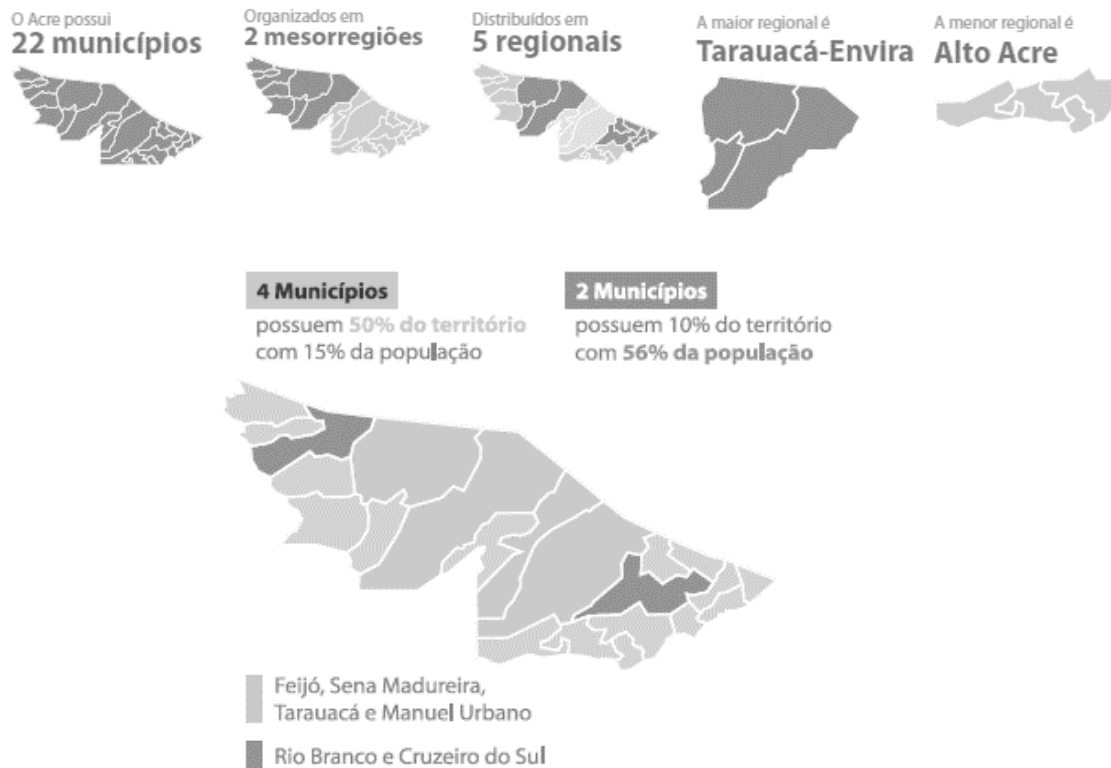 O Acre possui
22 municípios
Organizados em
2 mesorregiões
Distribuídos em
5 regionais
A maior regional é
Tarauacá-Envira
A menor regional é
Alto Acre
4 Municípios
possuem 50% do território
com 15% da população
2 Municípios
possuem 10% do território
com 56% da população
Feijó, Sena Madureira,
Tarauacá e Manuel Urbano
Rio Branco e Cruzeiro do Sul